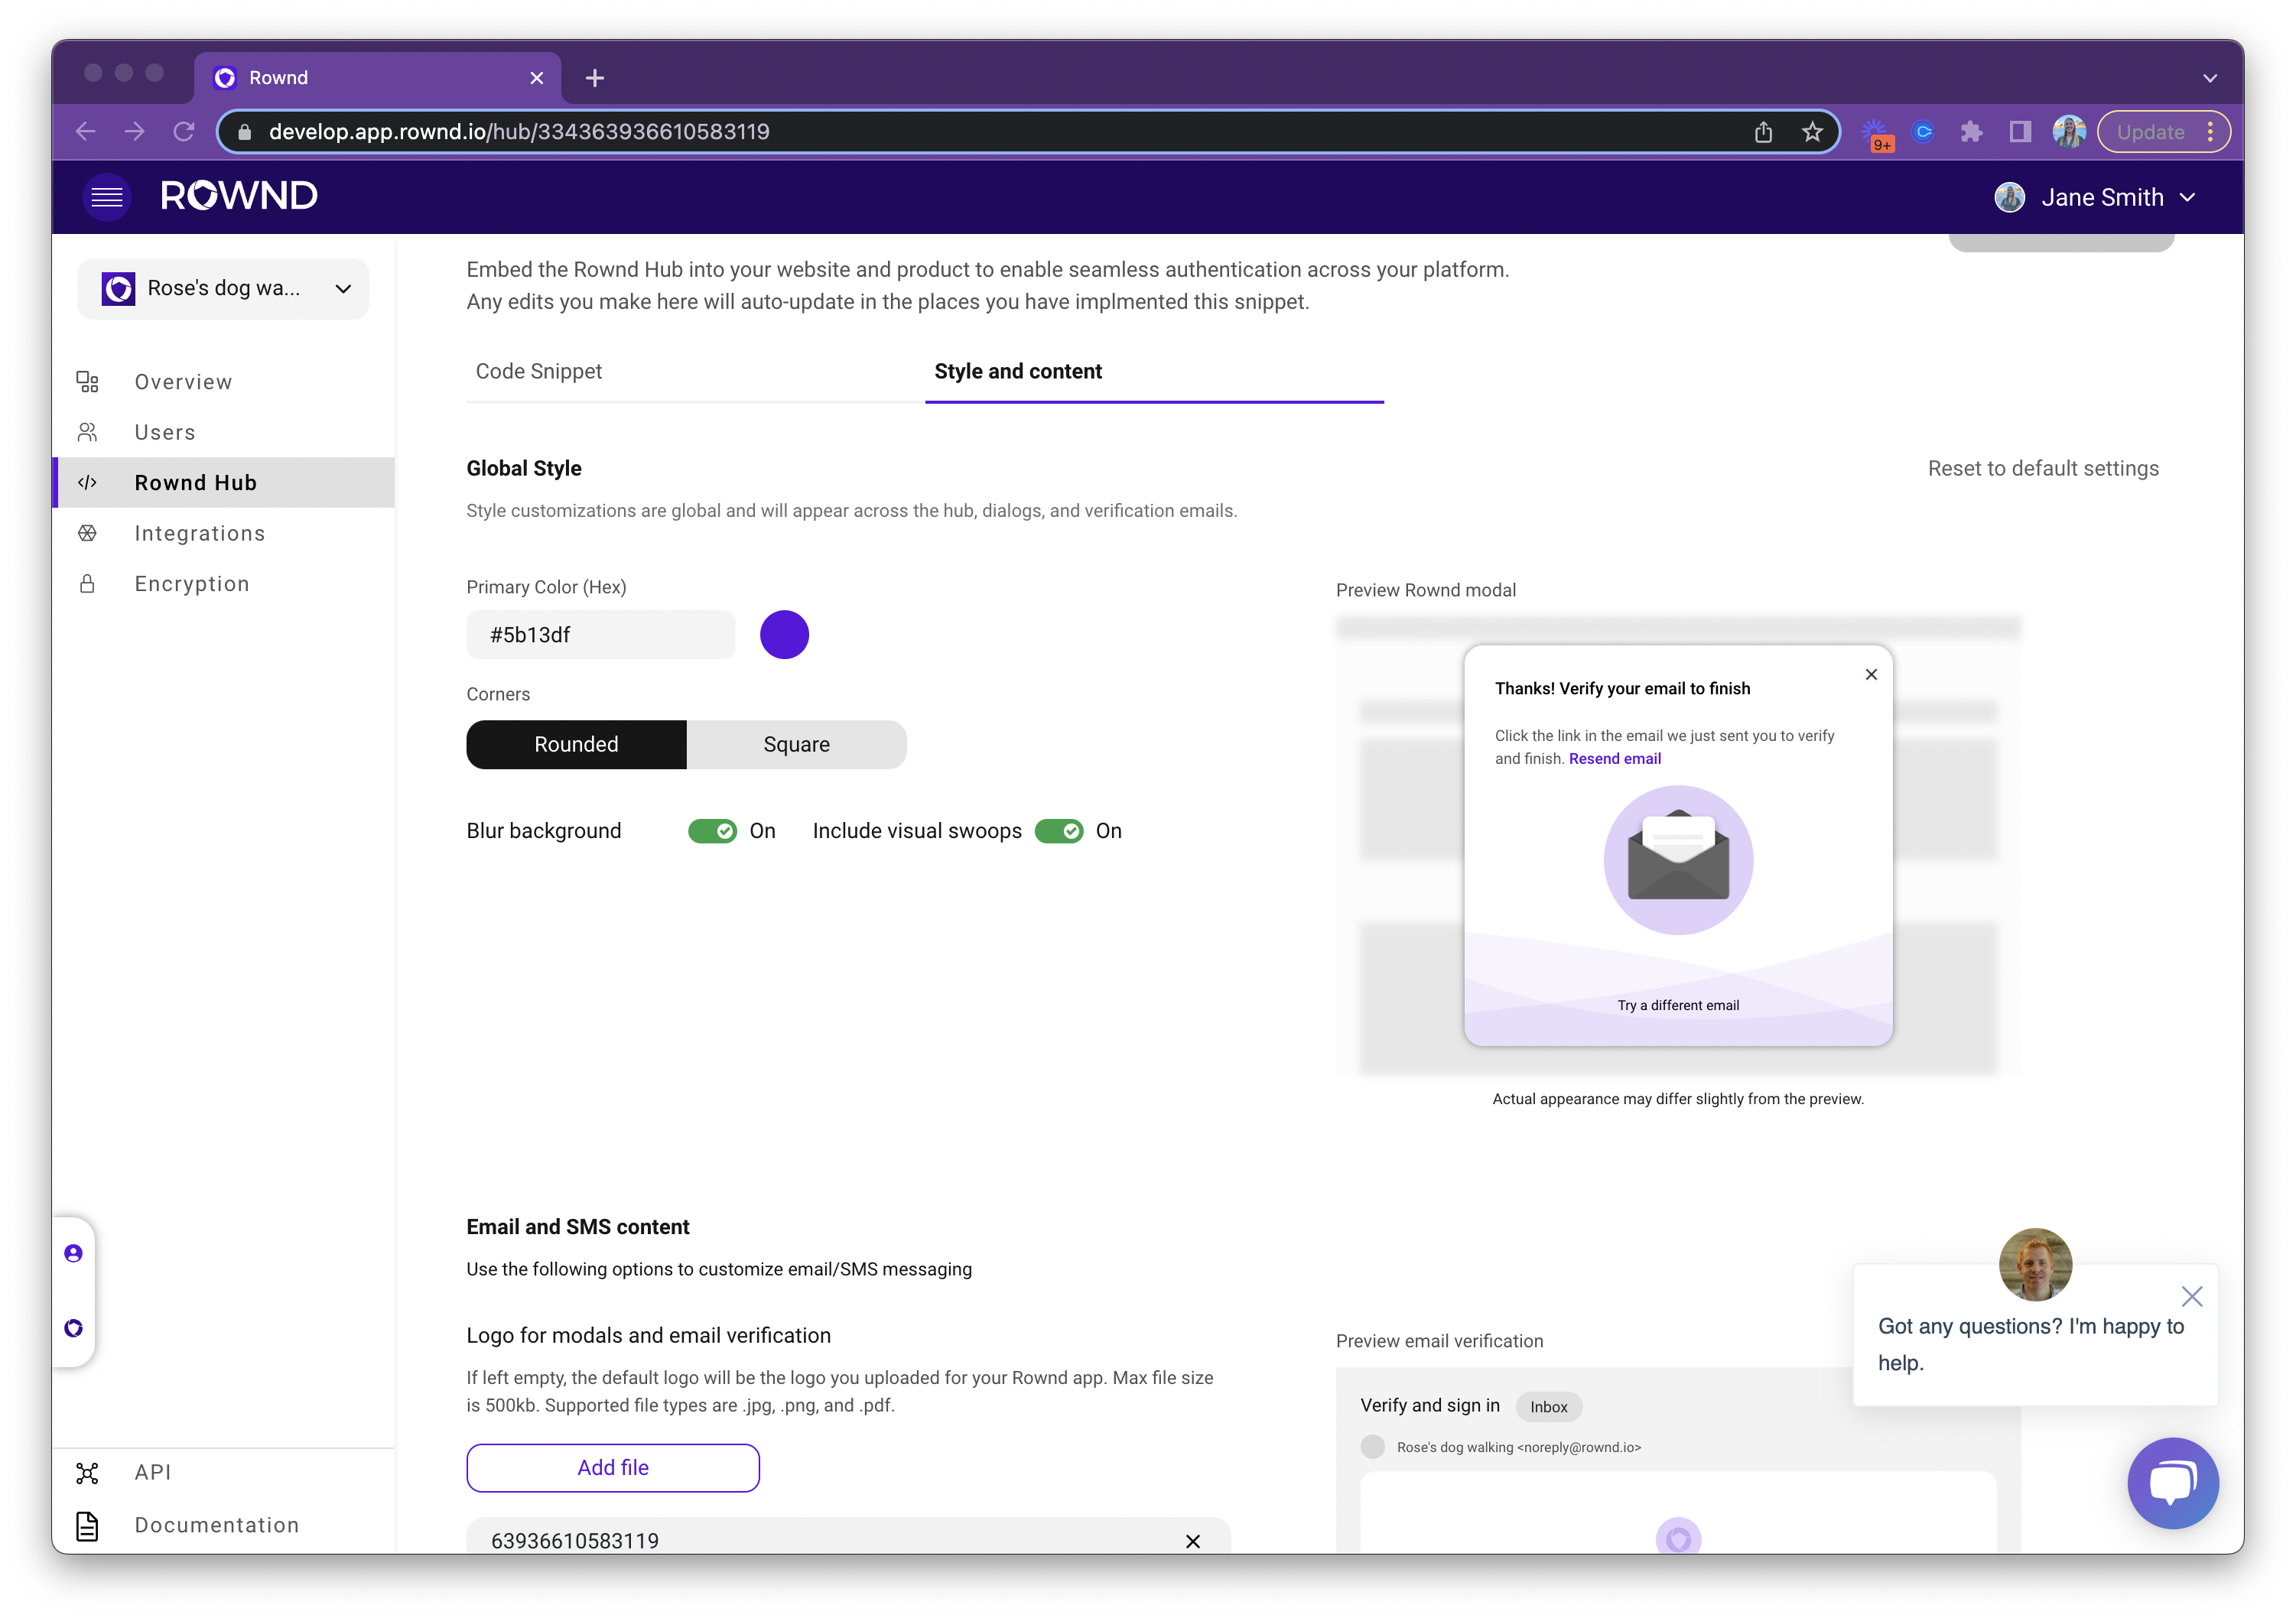 Rownd
develop.app.rownd.io/hub/334363936610583119
9+
Update
ROWND
Jane Smith
Rose's dog wa...
Overview
Users
Rownd Hub
Integrations
Encryption
API
Documentation
Embed the Rownd Hub into your website and product to enable seamless authentication across your platform.
Any edits you make here will auto-update in the places you have implmented this snippet.
Code Snippet
Style and content
Global Style
Reset to default settings
Style customizations are global and will appear across the hub, dialogs, and verification emails.
Primary Color (Hex)
#5b13df
Corners
Rounded
Square
Blur background
On
Include visual swoops
On
Preview Rownd modal
Thanks! Verify your email to finish
Click the link in the email we just sent you to verify
and finish. Resend email
Try a different email
Actual appearance may differ slightly from the preview.
Email and SMS content
Use the following options to customize email/SMS messaging
Logo for modals and email verification
If left empty, the default logo will be the logo you uploaded for your Rownd app. Max file size
is 500kb. Supported file types are .jpg, .png, and .pdf.
Add file
63936610583119
Preview email verification
Verify and sign in
Inbox
Rose's dog walking <noreply@rownd.io>
Got any questions? I'm happy to
help.